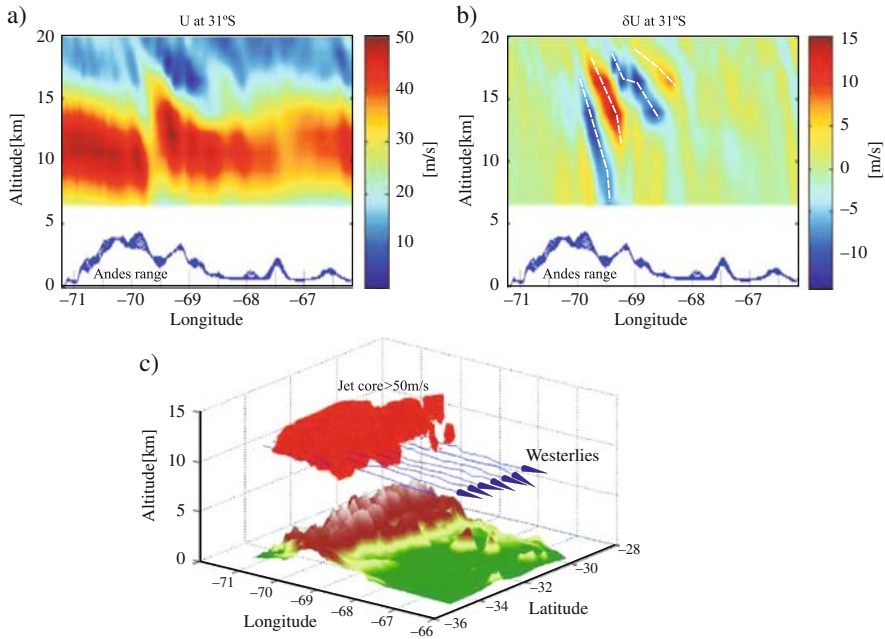 a)
U at 31ºS
20
15
10
5
0
Altitude[km]
−71 −70 −69 −68 −67
Longitude
Andes range
50
40
30
20
10
[m/s]
b)
δU at 31ºS
20
15
10
5
0
Altitude[km]
−71 −70 −69 −68 −67
Longitude
Andes range
15
10
5
0
−5
−10
[m/s]
c)
Jet core>50m/s
Westerlies
15
10
5
0
Altitude[km]
−71
−70
−69
−68
−67
−66
Longitude
−36
−34
−32
−30
−28
Latitude